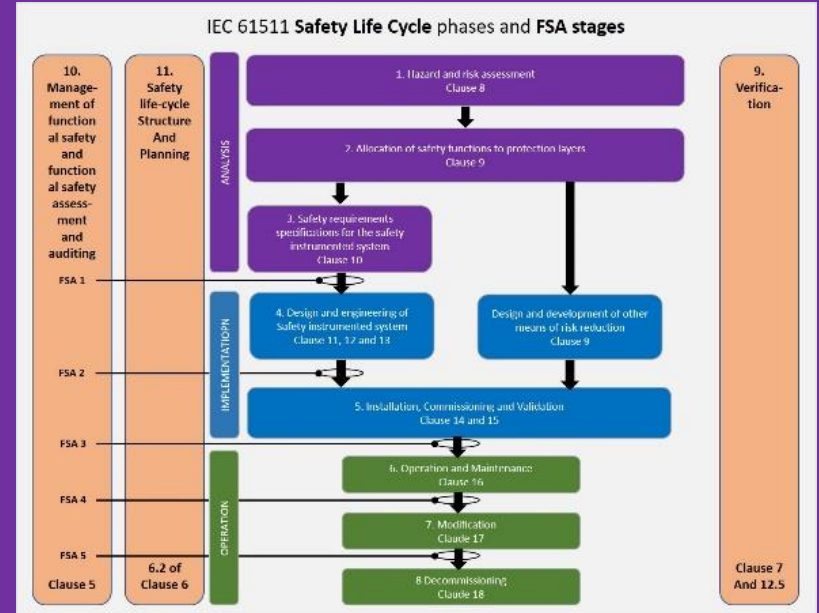 IEC 61511 Safety Life Cycle phases and FSA stages
10.
Manage-
ment of
function
al safety
and
function
al safety
assess-
ment
and
auditing
Clause 5
11.
Safety
life-cycle
Structure
And
Planning
6.2 of
Clause 6
ANALYSIS
1. Hazard and risk assessment
Clause 8
2. Allocation of safety functions to protection layers
Clause 9
3. Safety requirements
specifications for the safety
instrumented system
Clause 10
FSA 1
IMPLEMENTATIOPN
4. Design and engineering of
Safety instrumented system
Clause 11, 12 and 13
Design and development of other
means of risk reduction
Clause 9
FSA 2
5. Installation, Commissioning and Validation
Clause 14 and 15
FSA 3
OPERATION
6. Operation and Maintenance
Clause 16
FSA 4
7. Modification
Claude 17
FSA 5
8 Decommissioning
Claude 18
9.
Verifica-
tion
Clause 7
And 12.5